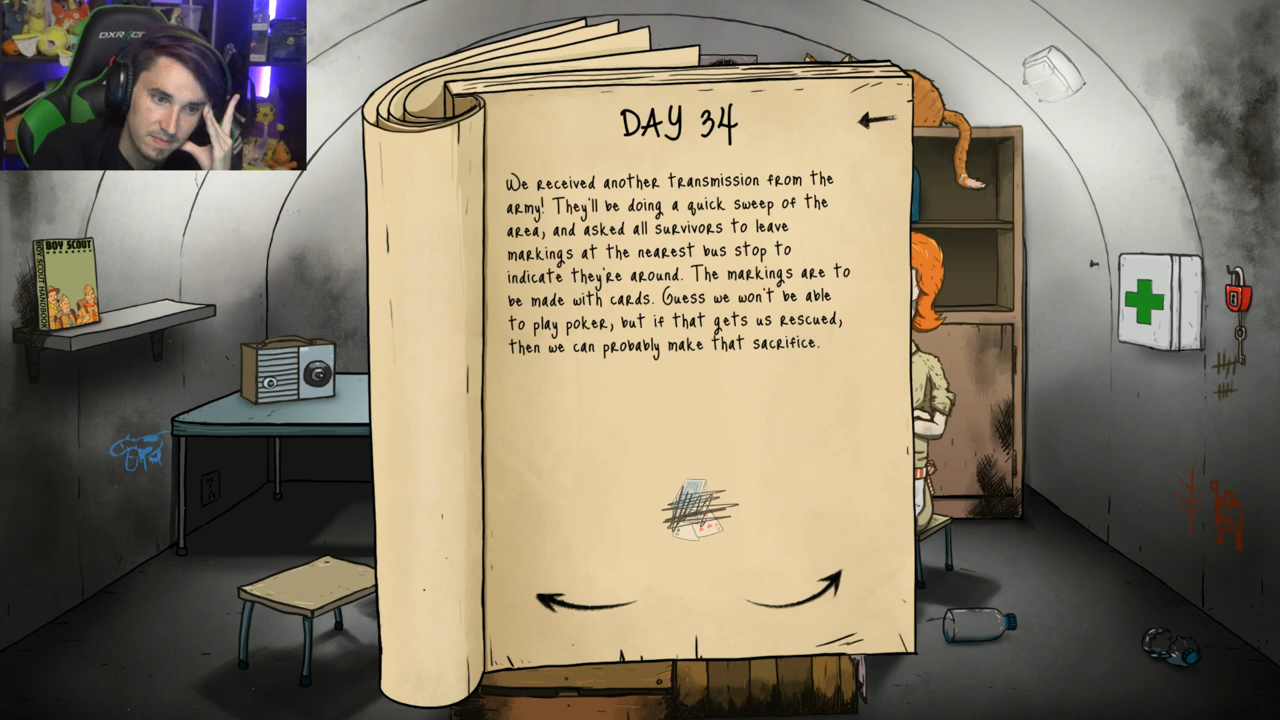 DXRACER
DAY 34
We received another transmission from the
army! They'll be doing a quick sweep of the
area, and asked all survivors to leave
markings at the nearest bus stop to
indicate they're around. The markings are to
be made with cards. Guess we won't be able
to play poker, but if that gets us rescued,
then we can probably make that sacrifice.
BOY SCOUT
BOY SCOUT HANDBOOK